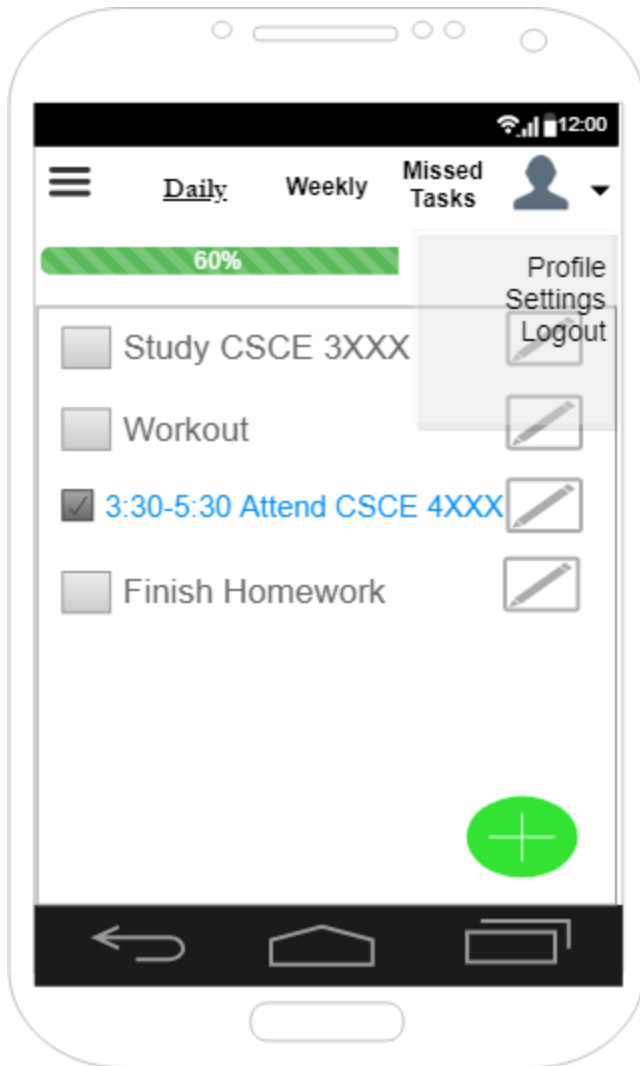 12:00
Daily
Weekly
Missed
Tasks
60%
Profile
Settings
Logout
Study CSCE 3XXX
Workout
3:30-5:30 Attend CSCE 4XXX
Finish Homework